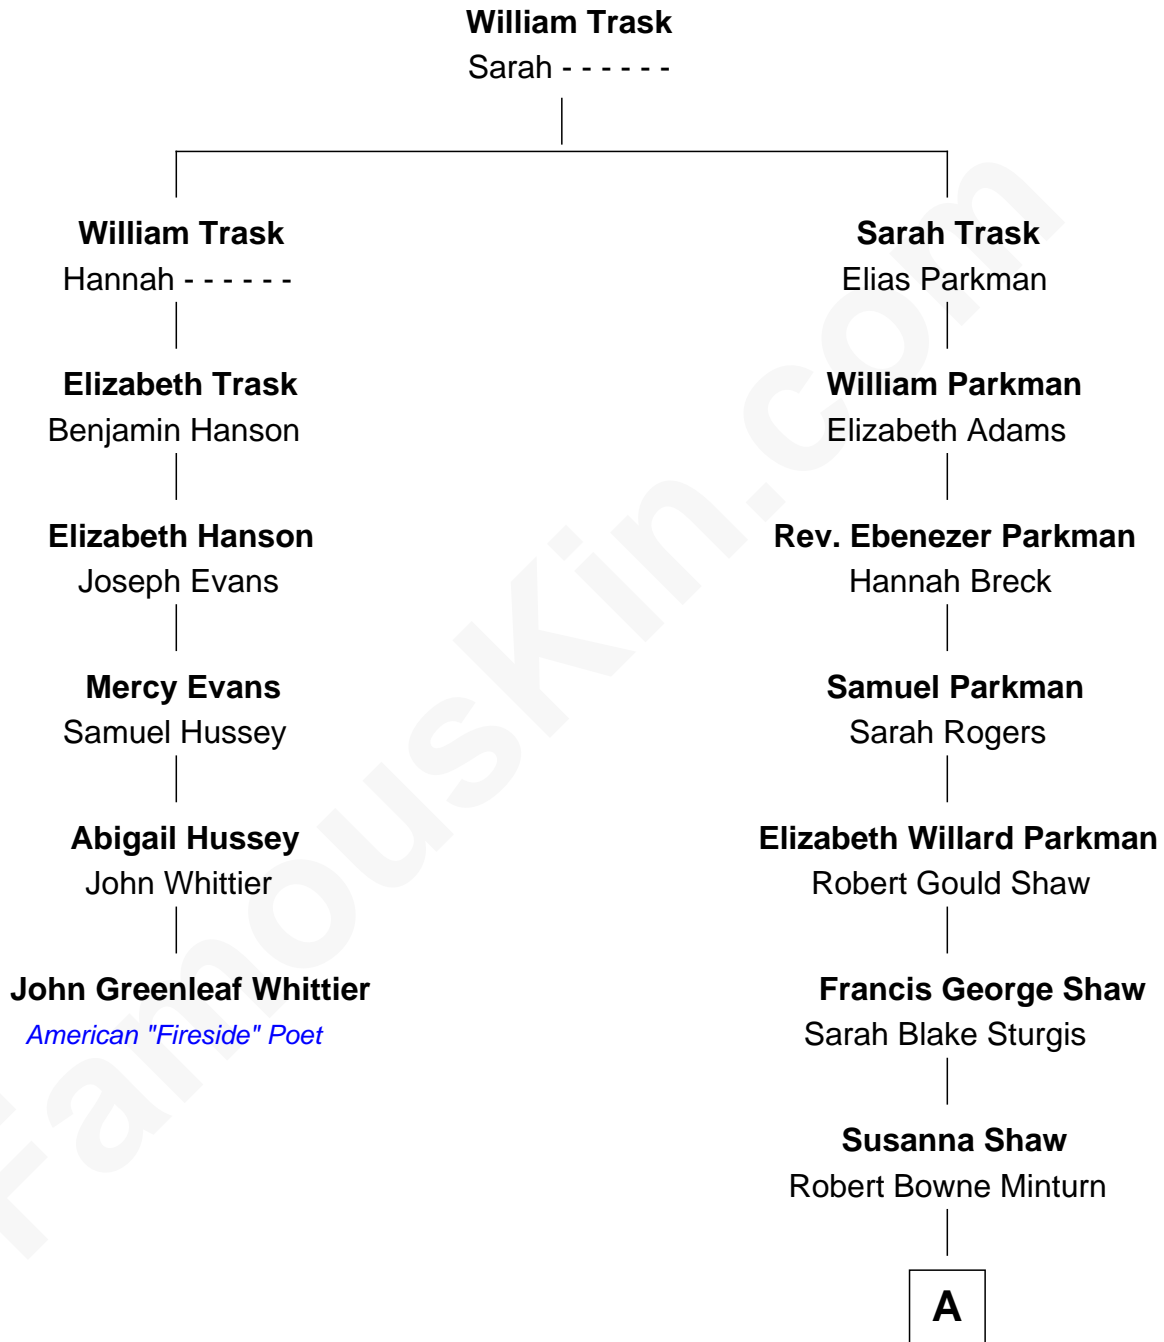 William Trask
Sarah - - - - - -
William Trask
Hannah - - - - - -
Sarah Trask
Elias Parkman
Elizabeth Trask
Benjamin Hanson
William Parkman
Elizabeth Adams
Elizabeth Hanson
Joseph Evans
Rev. Ebenezer Parkman
Hannah Breck
Mercy Evans
Samuel Hussey
Samuel Parkman
Sarah Rogers
Abigail Hussey
John Whittier
Elizabeth Willard Parkman
Robert Gould Shaw
John Greenleaf Whittier
American "Fireside" Poet
Francis George Shaw
Sarah Blake Sturgis
Susanna Shaw
Robert Bowne Minturn
A
FamousKin.com